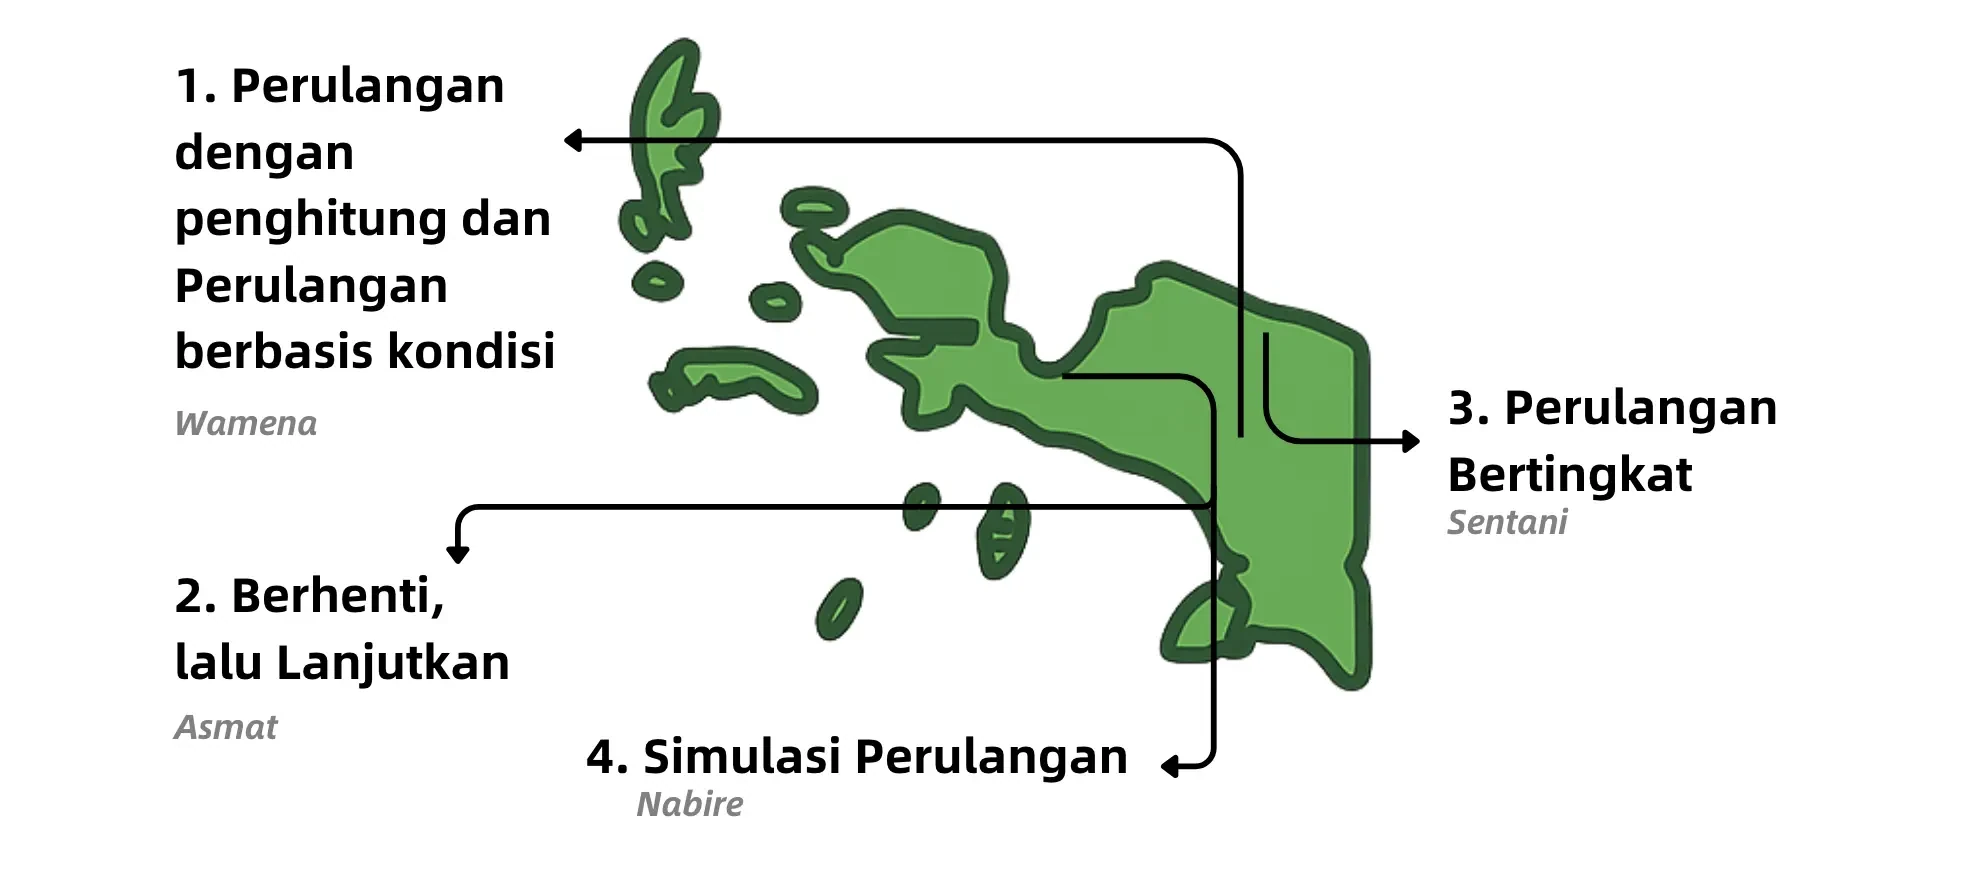 1. Perulangan
dengan
penghitung dan
Perulangan
berbasis kondisi
Wamena
2. Berhenti,
lalu Lanjutkan
Asmat
3. Perulangan
Bertingkat
Sentani
4. Simulasi Perulangan
Nabire